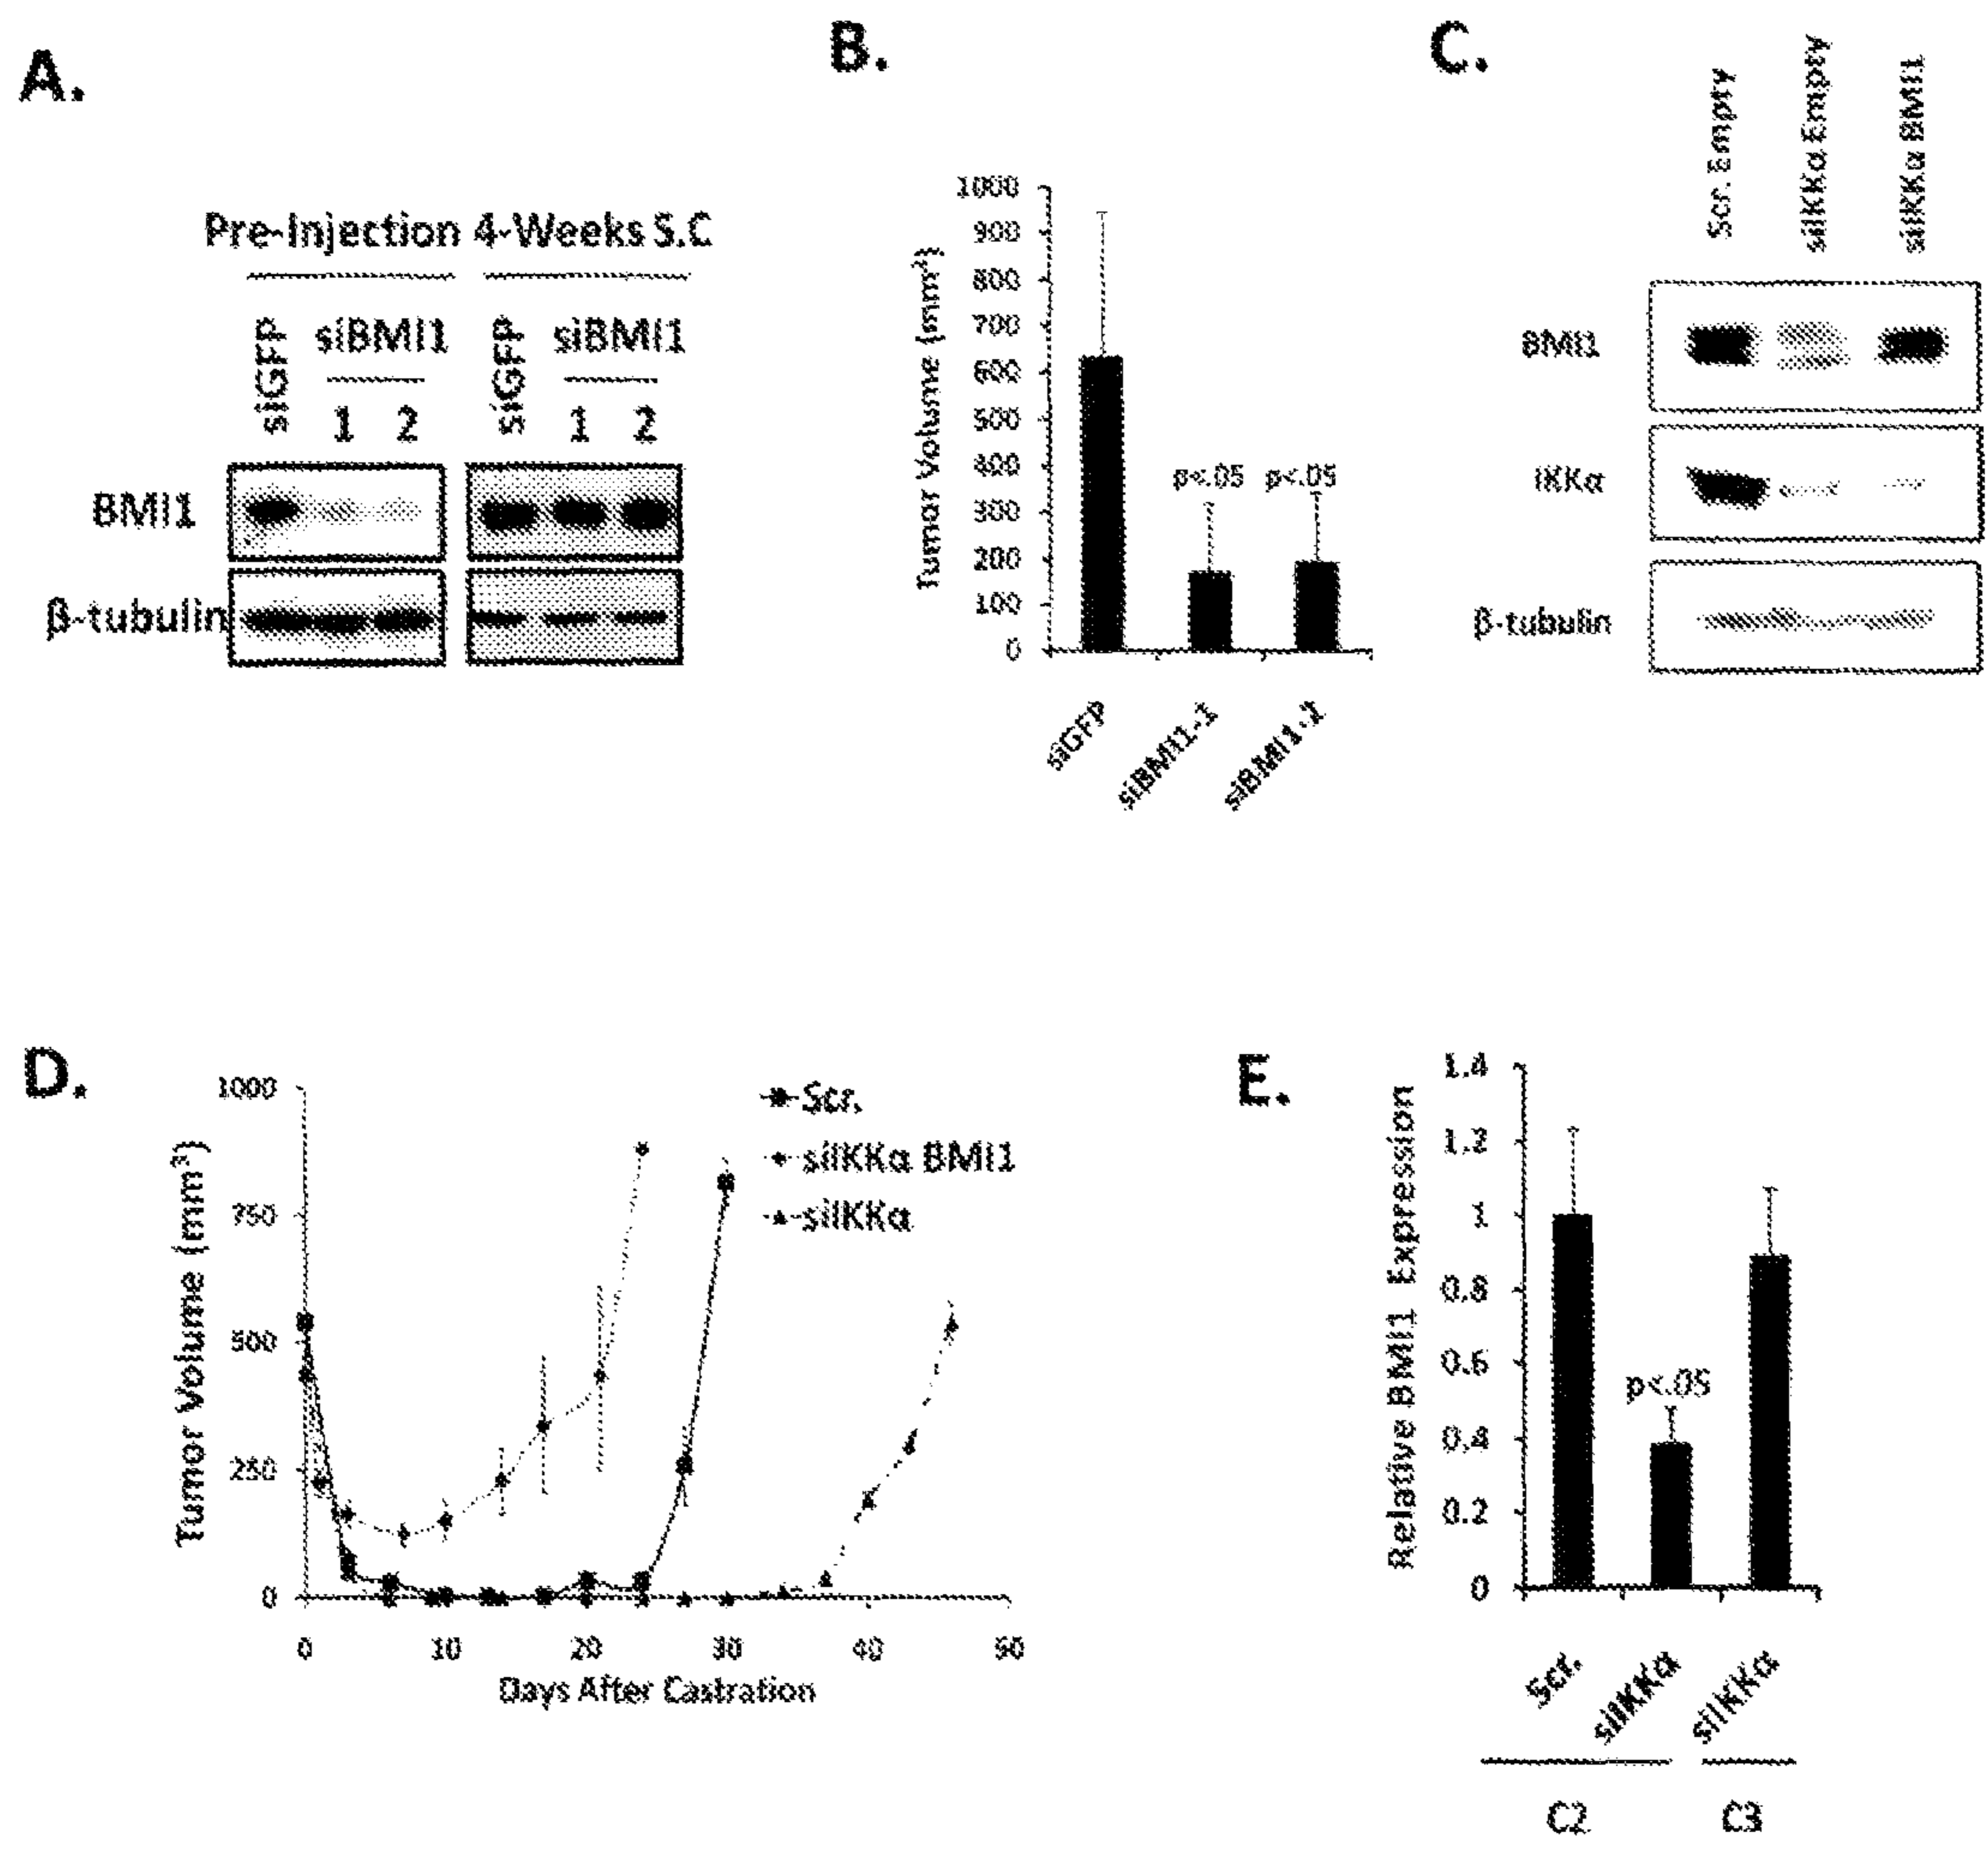 A.
Pre-Injection 4-Weeks S.C
siGFP siBMI1 siGFP siBMI1
1 2 1 2
BMI1
β-tubulin
B.
Tumor Volume (mm³)
1000
900
800
700
600
500
400
300
200
100
0
p<.05 p<.05
siGFP siBMI1-1 siBMI1-2
C.
Scr. Empty siIKKα Empty siIKKα BMI1
BMI1
IKKα
β-tubulin
D.
Tumor Volume (mm³)
1000
750
500
250
0
Scr.
siIKKα BMI1
siIKKα
0 10 20 30 40 50
Days After Castration
E.
Relative BMI1 Expression
1.4
1.2
1
0.8
0.6
0.4
0.2
0
p<.05
Scr. siIKKα siIKKα
C2 C3